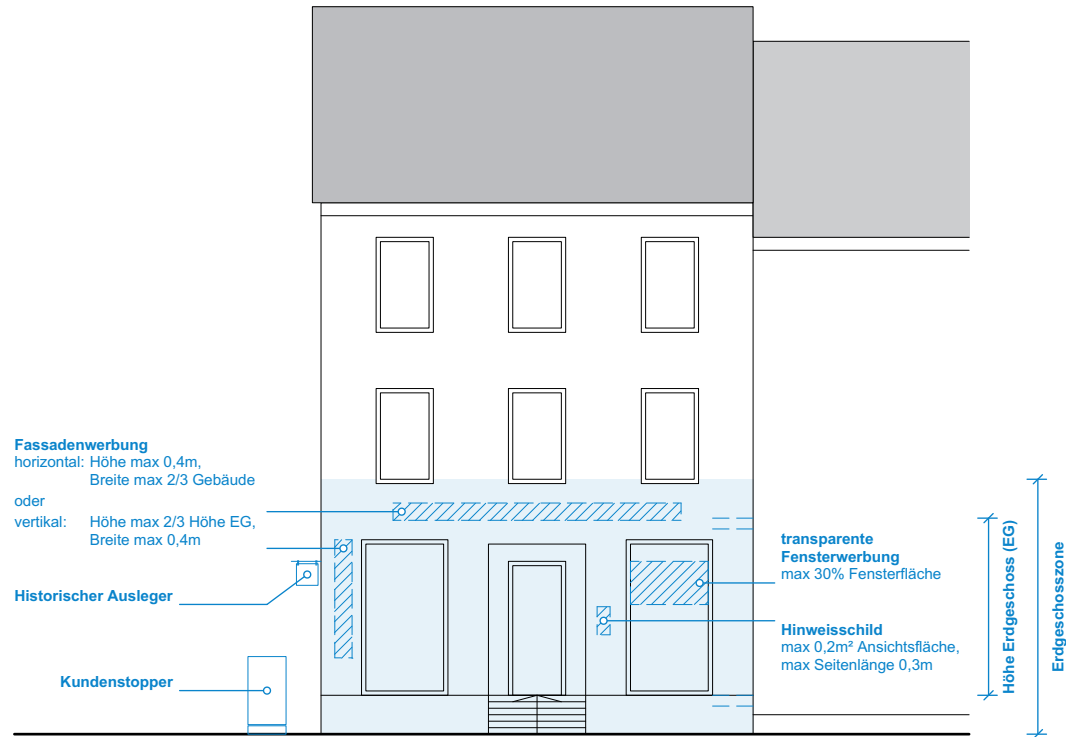 Fassadenwerbung
horizontal: Höhe max 0,4m,
Breite max 2/3 Gebäude
oder
vertikal: Höhe max 2/3 Höhe EG,
Breite max 0,4m
Historischer Ausleger
Kundenstopper
transparente
Fensterwerbung
max 30% Fensterfläche
Hinweisschild
max 0,2m² Ansichtsfläche,
max Seitenlänge 0,3m
Höhe Erdgeschoss (EG)
Erdgeschosszone